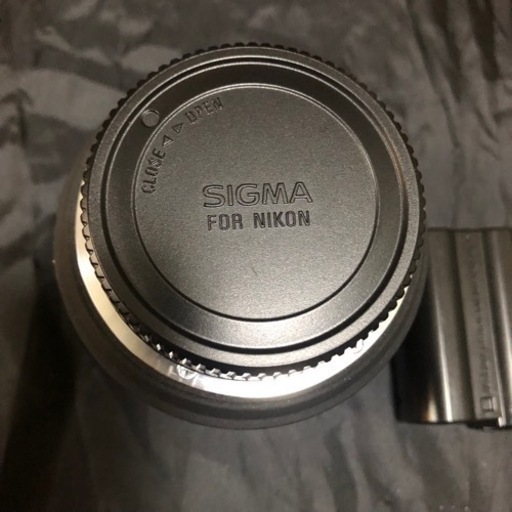 CLOSE ◁ ▷ OPEN
SIGMA
FOR NIKON